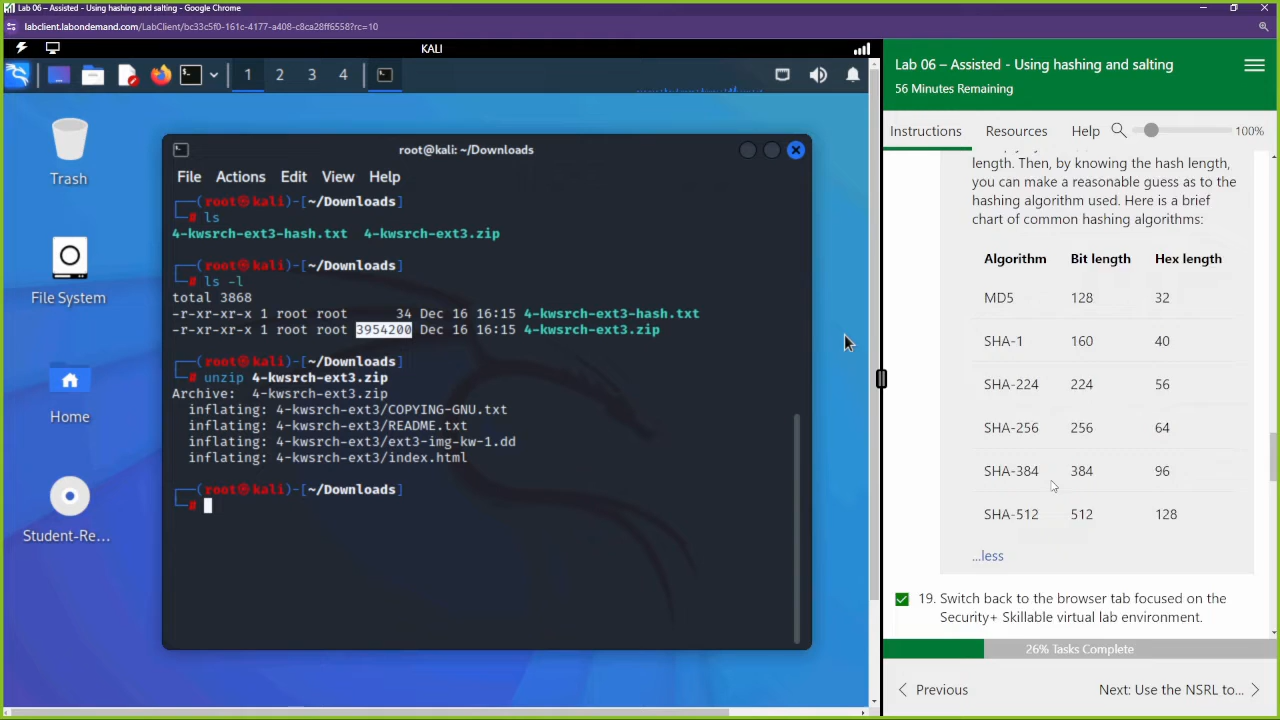 Lab 06 – Assisted - Using hashing and salting - Google Chrome
labclient.labondemand.com/LabClient/bc33c5f0-161c-4177-a408-c8ca28ff6558?rc=10
KALI
1 2 3 4
Trash
File System
Home
Student-Re...
root@kali: ~/Downloads
File Actions Edit View Help
┌──(root㉿kali)-[~/Downloads]
└─# ls
4-kwsrch-ext3-hash.txt 4-kwsrch-ext3.zip
┌──(root㉿kali)-[~/Downloads]
└─# ls -l
total 3868
-r-xr-xr-x 1 root root 34 Dec 16 16:15 4-kwsrch-ext3-hash.txt
-r-xr-xr-x 1 root root 3954200 Dec 16 16:15 4-kwsrch-ext3.zip
┌──(root㉿kali)-[~/Downloads]
└─# unzip 4-kwsrch-ext3.zip
Archive: 4-kwsrch-ext3.zip
inflating: 4-kwsrch-ext3/COPYING-GNU.txt
inflating: 4-kwsrch-ext3/README.txt
inflating: 4-kwsrch-ext3/ext3-img-kw-1.dd
inflating: 4-kwsrch-ext3/index.html
┌──(root㉿kali)-[~/Downloads]
└─#
Lab 06 – Assisted - Using hashing and salting
56 Minutes Remaining
Instructions Resources Help 100%
length. Then, by knowing the hash length,
you can make a reasonable guess as to the
hashing algorithm used. Here is a brief
chart of common hashing algorithms:
Algorithm Bit length Hex length
MD5 128 32
SHA-1 160 40
SHA-224 224 56
SHA-256 256 64
SHA-384 384 96
SHA-512 512 128
...less
19. Switch back to the browser tab focused on the
Security+ Skillable virtual lab environment.
26% Tasks Complete
Previous Next: Use the NSRL to...